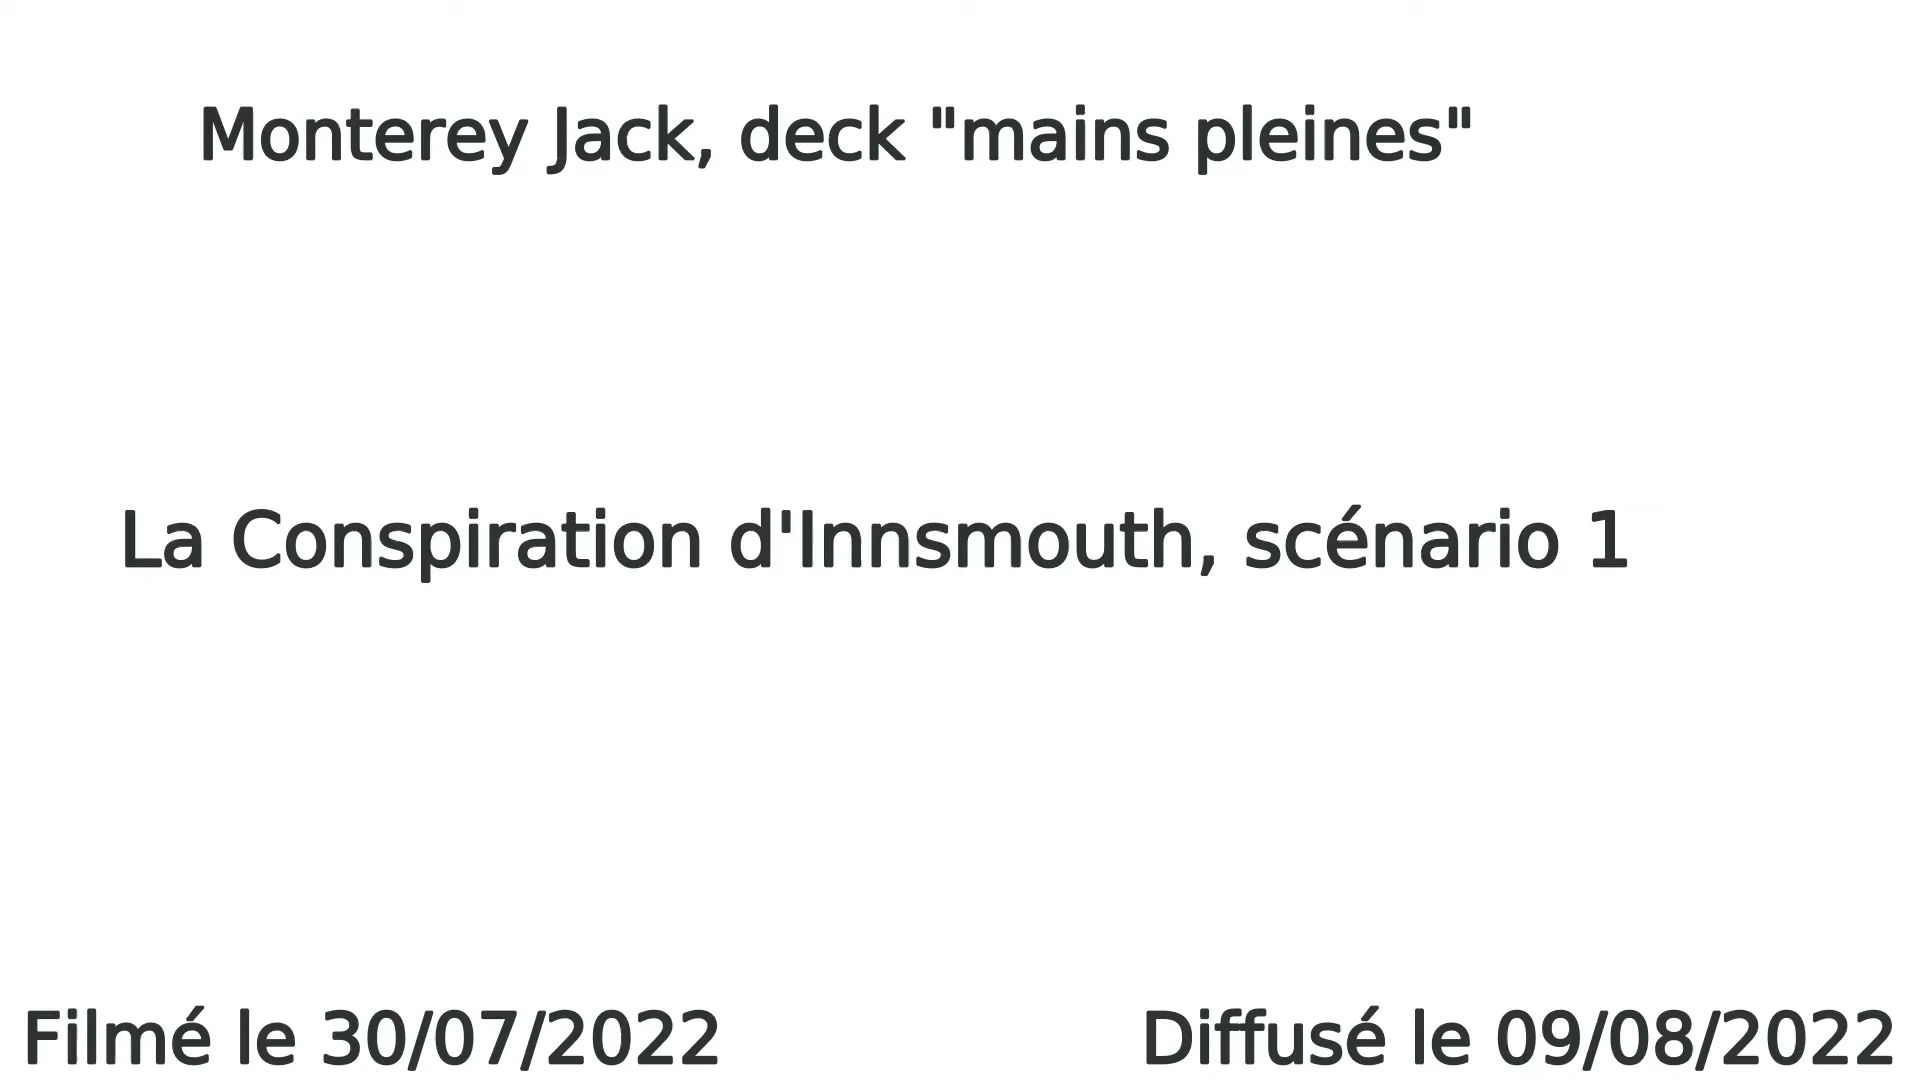 Monterey Jack, deck "mains pleines"
La Conspiration d'Innsmouth, scénario 1
Filmé le 30/07/2022
Diffusé le 09/08/2022